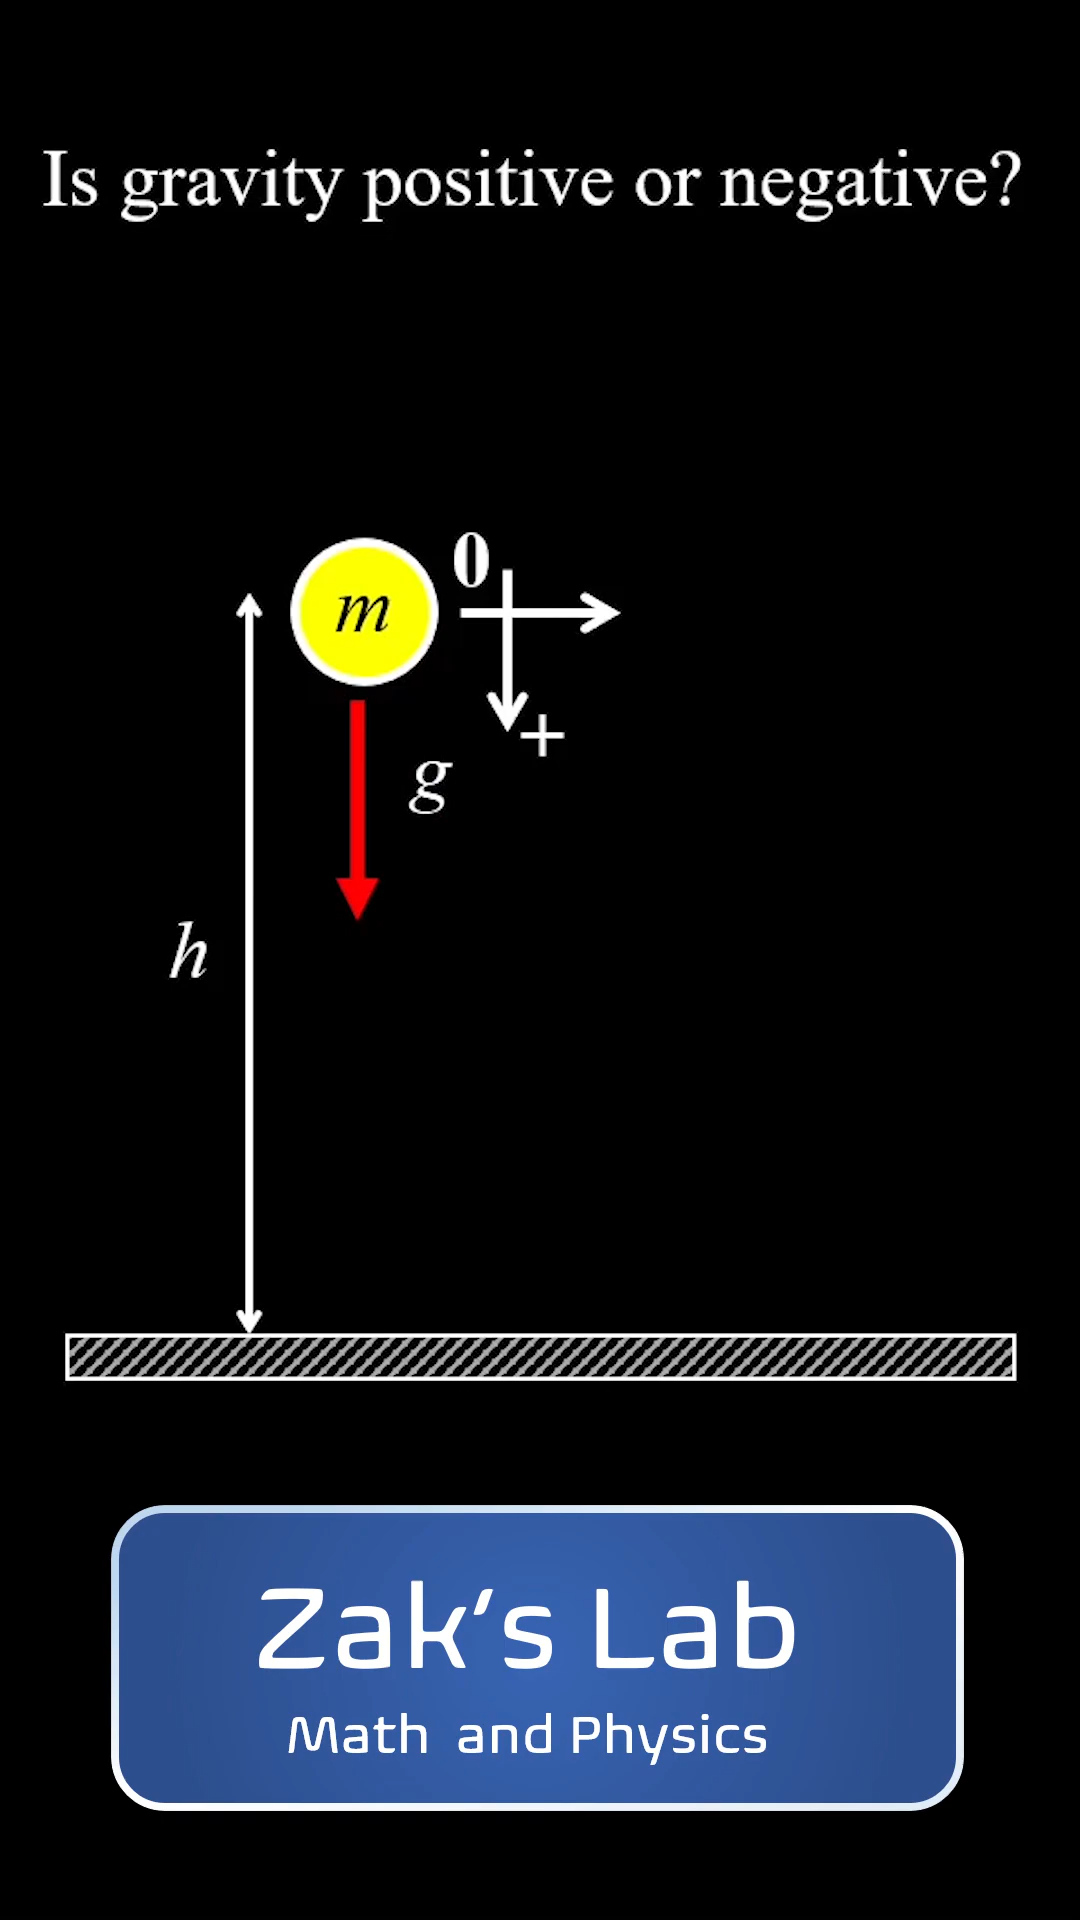 Is gravity positive or negative?
0
m
+
g
h
Zak's Lab
Math and Physics